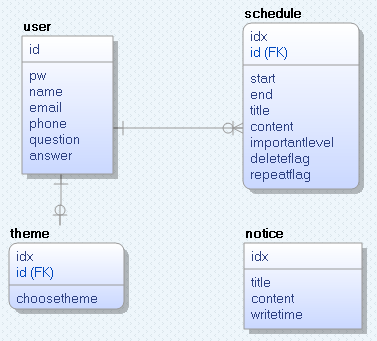 user
id
pw
name
email
phone
question
answer
schedule
idx
id (FK)
start
end
title
content
importantlevel
deleteflag
repeatflag
theme
idx
id (FK)
choosetheme
notice
idx
title
content
writetime